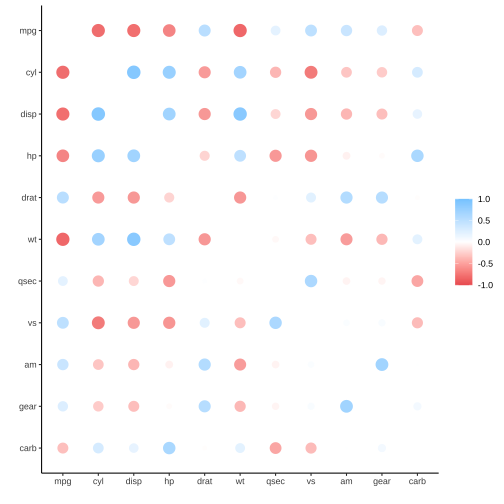 mpg
cyl
disp
hp
drat
wt
qsec
vs
am
gear
carb
mpg cyl disp hp drat wt qsec vs am gear carb
1.0
0.5
0.0
-0.5
-1.0